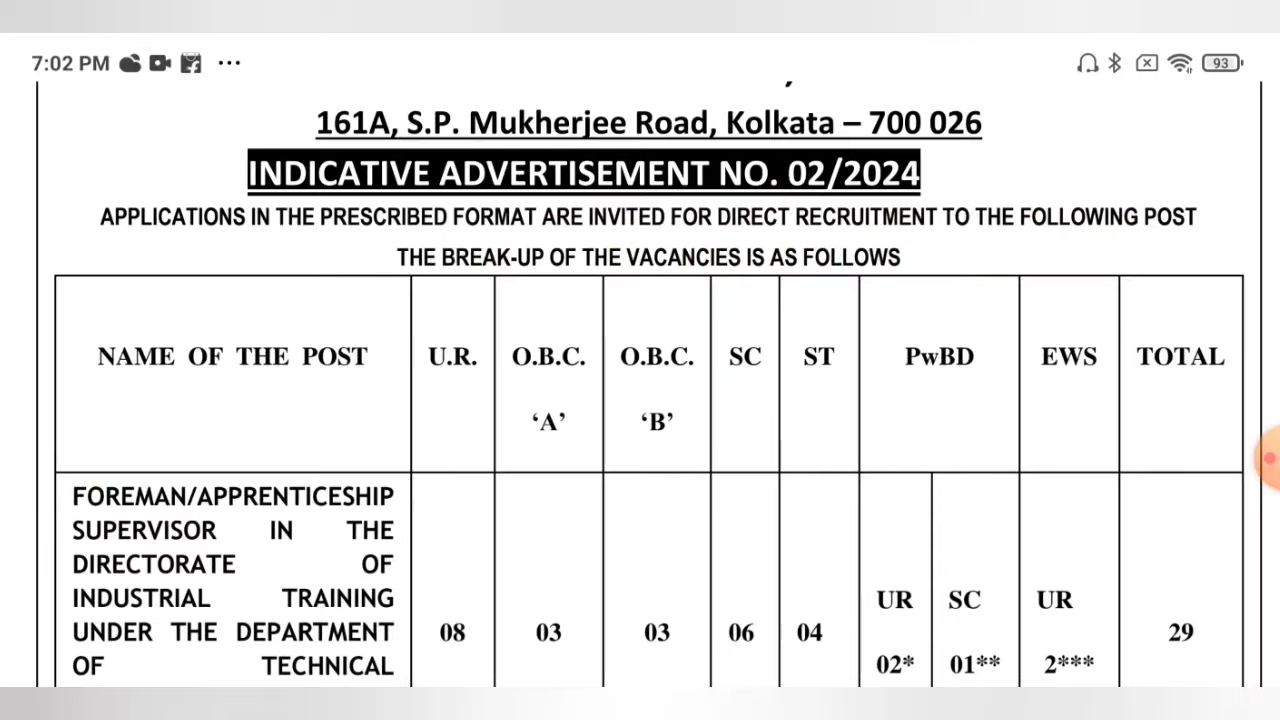 7:02 PM ...
93
161A, S.P. Mukherjee Road, Kolkata – 700 026
INDICATIVE ADVERTISEMENT NO. 02/2024
APPLICATIONS IN THE PRESCRIBED FORMAT ARE INVITED FOR DIRECT RECRUITMENT TO THE FOLLOWING POST
THE BREAK-UP OF THE VACANCIES IS AS FOLLOWS
NAME OF THE POST U.R. O.B.C. O.B.C. SC ST PwBD EWS TOTAL
‘A’ ‘B’
FOREMAN/APPRENTICESHIP
SUPERVISOR IN THE
DIRECTORATE OF
INDUSTRIAL TRAINING UR SC UR
UNDER THE DEPARTMENT 08 03 03 06 04 29
OF TECHNICAL 02* 01** 2***